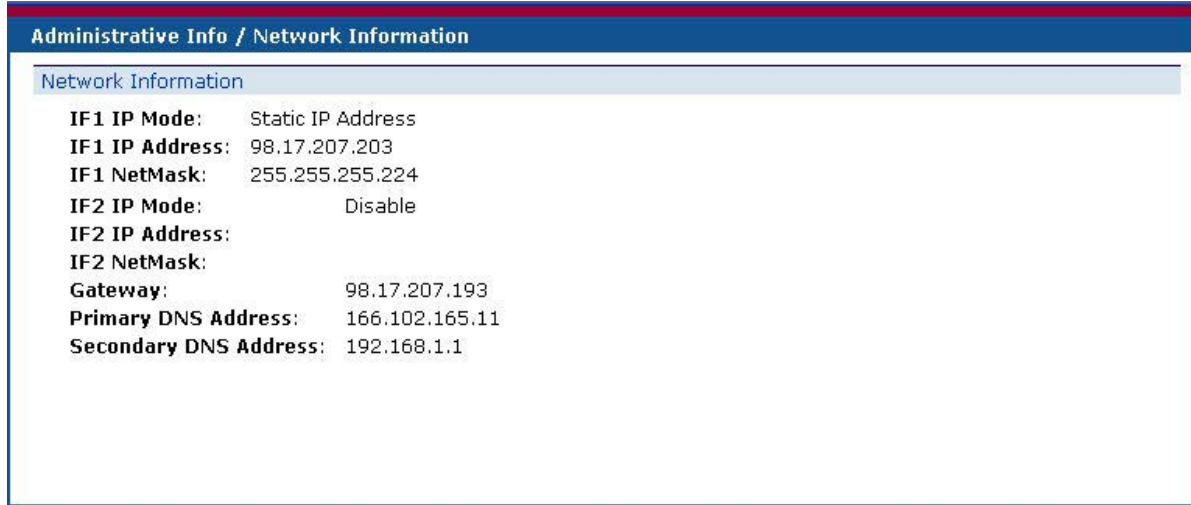 Administrative Info / Network Information
Network Information
IF1 IP Mode: Static IP Address
IF1 IP Address: 98.17.207.203
IF1 NetMask: 255.255.255.224
IF2 IP Mode: Disable
IF2 IP Address:
IF2 NetMask:
Gateway: 98.17.207.193
Primary DNS Address: 166.102.165.11
Secondary DNS Address: 192.168.1.1